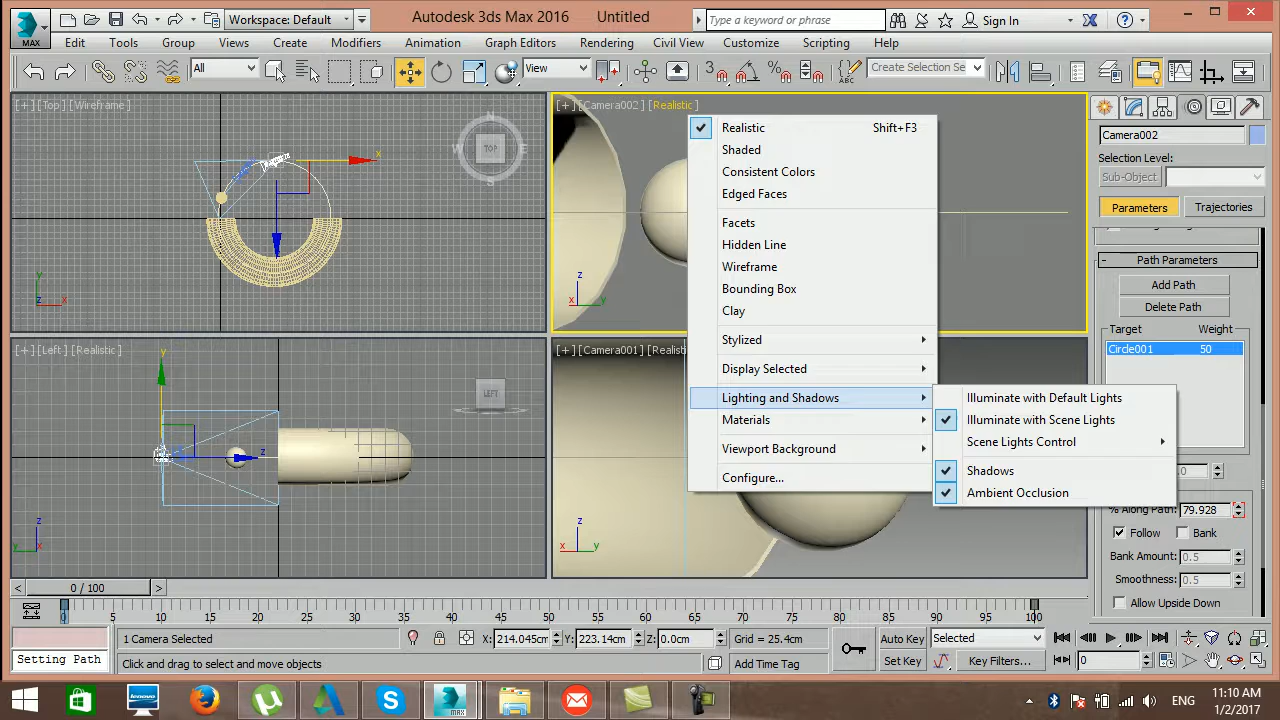 MAX
Workspace: Default
Autodesk 3ds Max 2016
Untitled
Type a keyword or phrase
Sign In
Edit
Tools
Group
Views
Create
Modifiers
Animation
Graph Editors
Rendering
Civil View
Customize
Scripting
Help
All
View
Create Selection Se
[+] [Top] [Wireframe]
N
W
TOP
E
S
x
y
z
x
[+] [Camera002] [Realistic]
z
x
y
[+] [Left] [Realistic]
y
z
LEFT
z
x
y
[+] [Camera001] [Realisti
z
x
y
Realistic
Shift+F3
Shaded
Consistent Colors
Edged Faces
Facets
Hidden Line
Wireframe
Bounding Box
Clay
Stylized
Display Selected
Lighting and Shadows
Materials
Viewport Background
Configure...
Illuminate with Default Lights
Illuminate with Scene Lights
Scene Lights Control
Shadows
Ambient Occlusion
Camera002
Selection Level:
Sub-Object
Parameters
Trajectories
- Path Parameters
Add Path
Delete Path
Target
Weight
Circle001
50
.0
% Along Path: 79.928
Follow
Bank
Bank Amount: 0.5
Smoothness: 0.5
Allow Upside Down
< 0 / 100 >
0 5 10 15 20 25 30 35 40 45 50 55 60 65 70 75 80 85 90 95 100
1 Camera Selected
X: 214.045cm
Y: 223.14cm
Z: 0.0cm
Grid = 25.4cm
Auto Key
Selected
Setting Path
Click and drag to select and move objects
Add Time Tag
Set Key
Key Filters...
0
lenovo
MAX
ENG
11:10 AM
1/2/2017